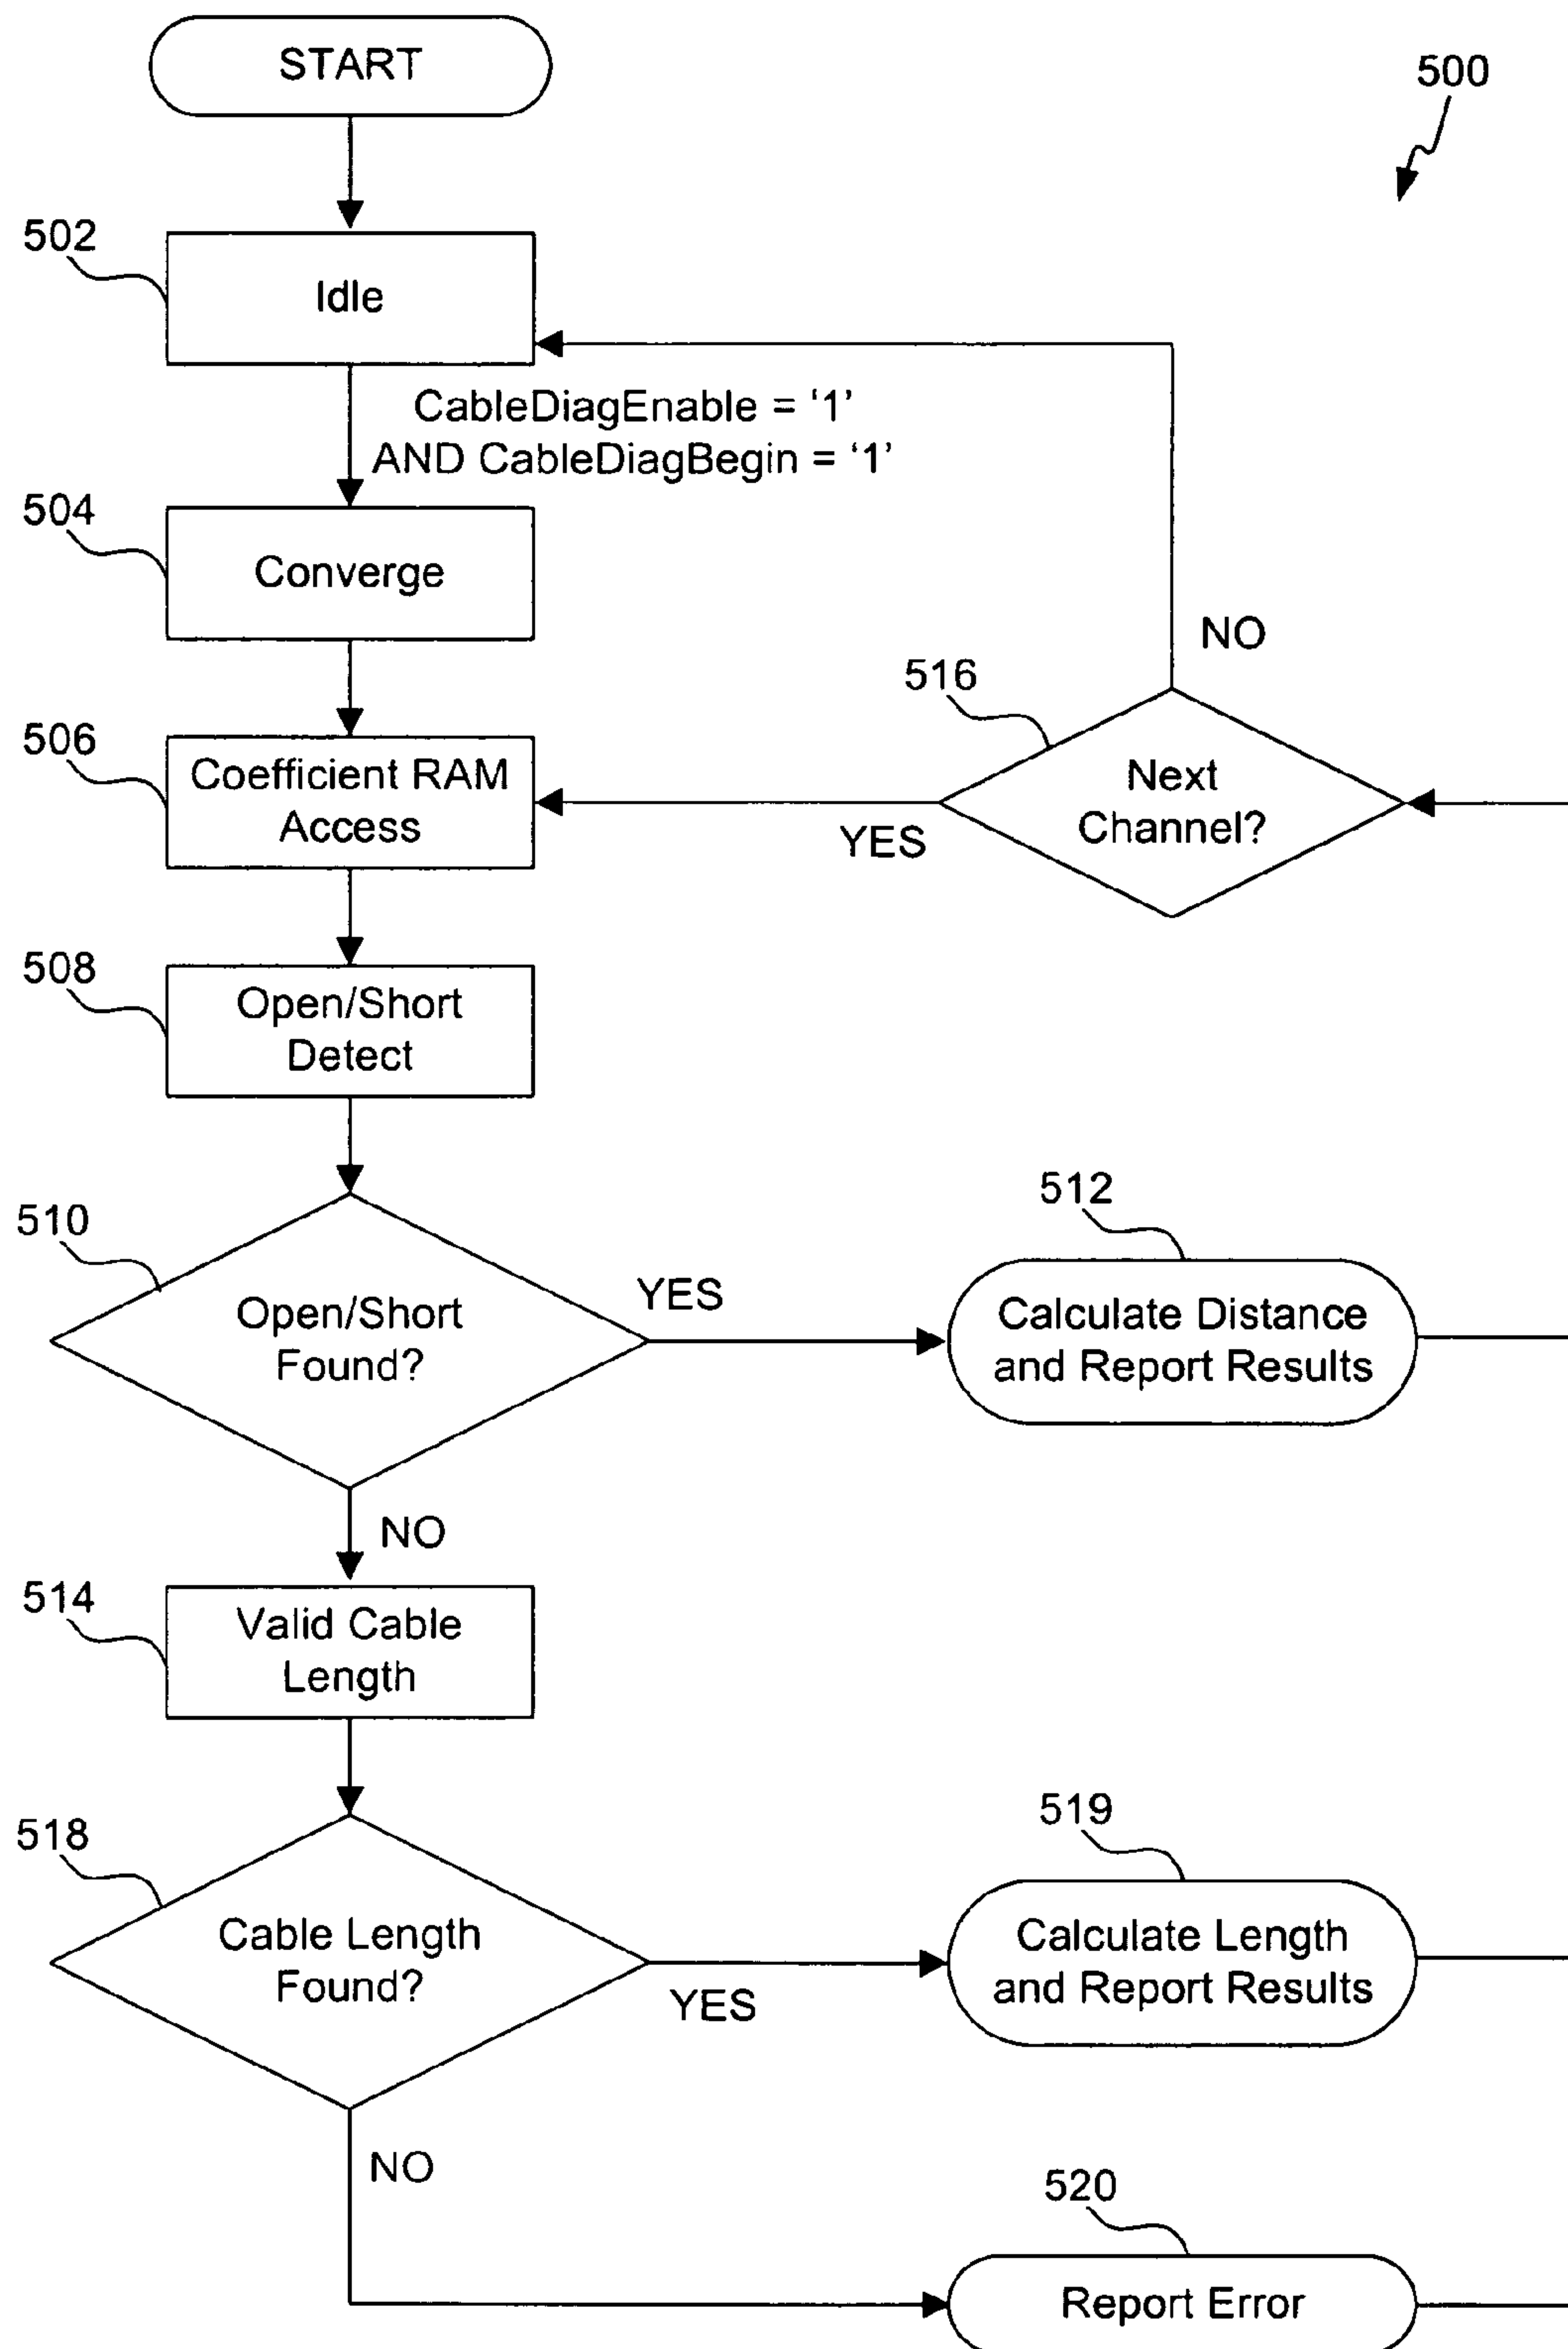 START
500
502
Idle
CableDiagEnable = ‘1’
AND CableDiagBegin = ‘1’
504
Converge
NO
516
506
Coefficient RAM
Access
Next
Channel?
YES
508
Open/Short
Detect
510
Open/Short
Found?
YES
512
Calculate Distance
and Report Results
NO
514
Valid Cable
Length
518
Cable Length
Found?
YES
519
Calculate Length
and Report Results
NO
520
Report Error